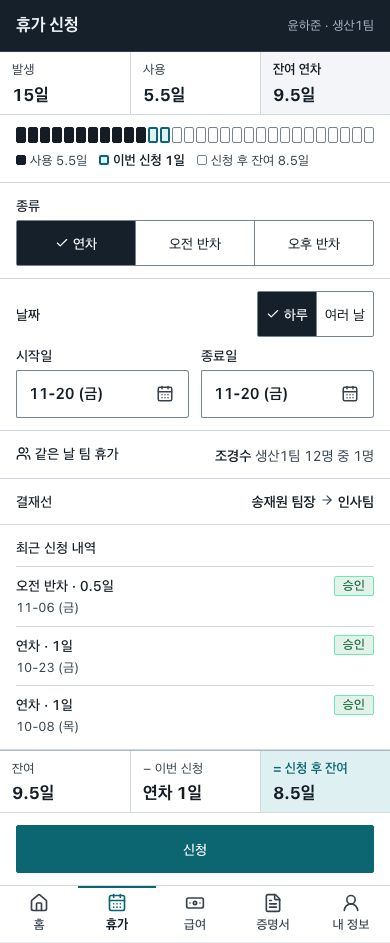 휴가 신청
윤하준 · 생산1팀
발생
15일
사용
5.5일
잔여 연차
9.5일
사용 5.5일 이번 신청 1일 신청 후 잔여 8.5일
종류
연차 오전 반차 오후 반차
날짜
하루 여러 날
시작일
11-20 (금)
종료일
11-20 (금)
같은 날 팀 휴가
조경수 생산1팀 12명 중 1명
결재선
송재원 팀장 → 인사팀
최근 신청 내역
오전 반차 · 0.5일
11-06 (금)
승인
연차 · 1일
10-23 (금)
승인
연차 · 1일
10-08 (목)
승인
잔여
9.5일
− 이번 신청
연차 1일
= 신청 후 잔여
8.5일
신청
홈 휴가 급여 증명서 내 정보